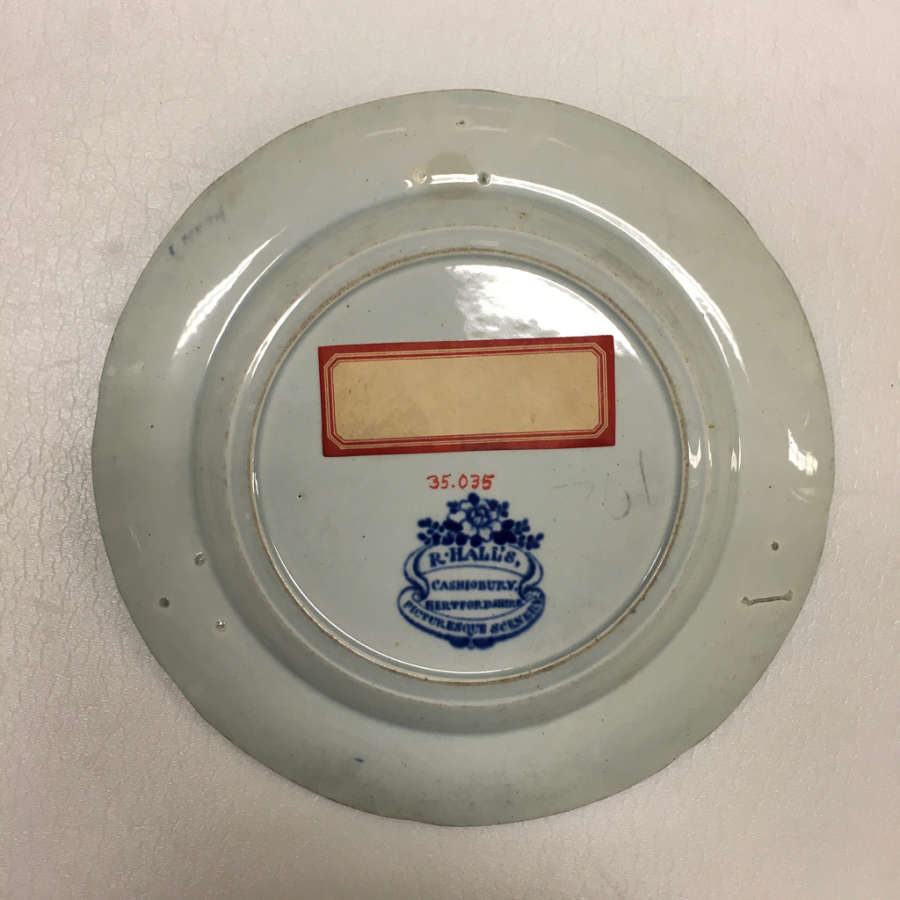 35.035
R. HALL'S,
CASHIOBURY,
HERTFORDSHIRE
PICTURESQUE SCENERY